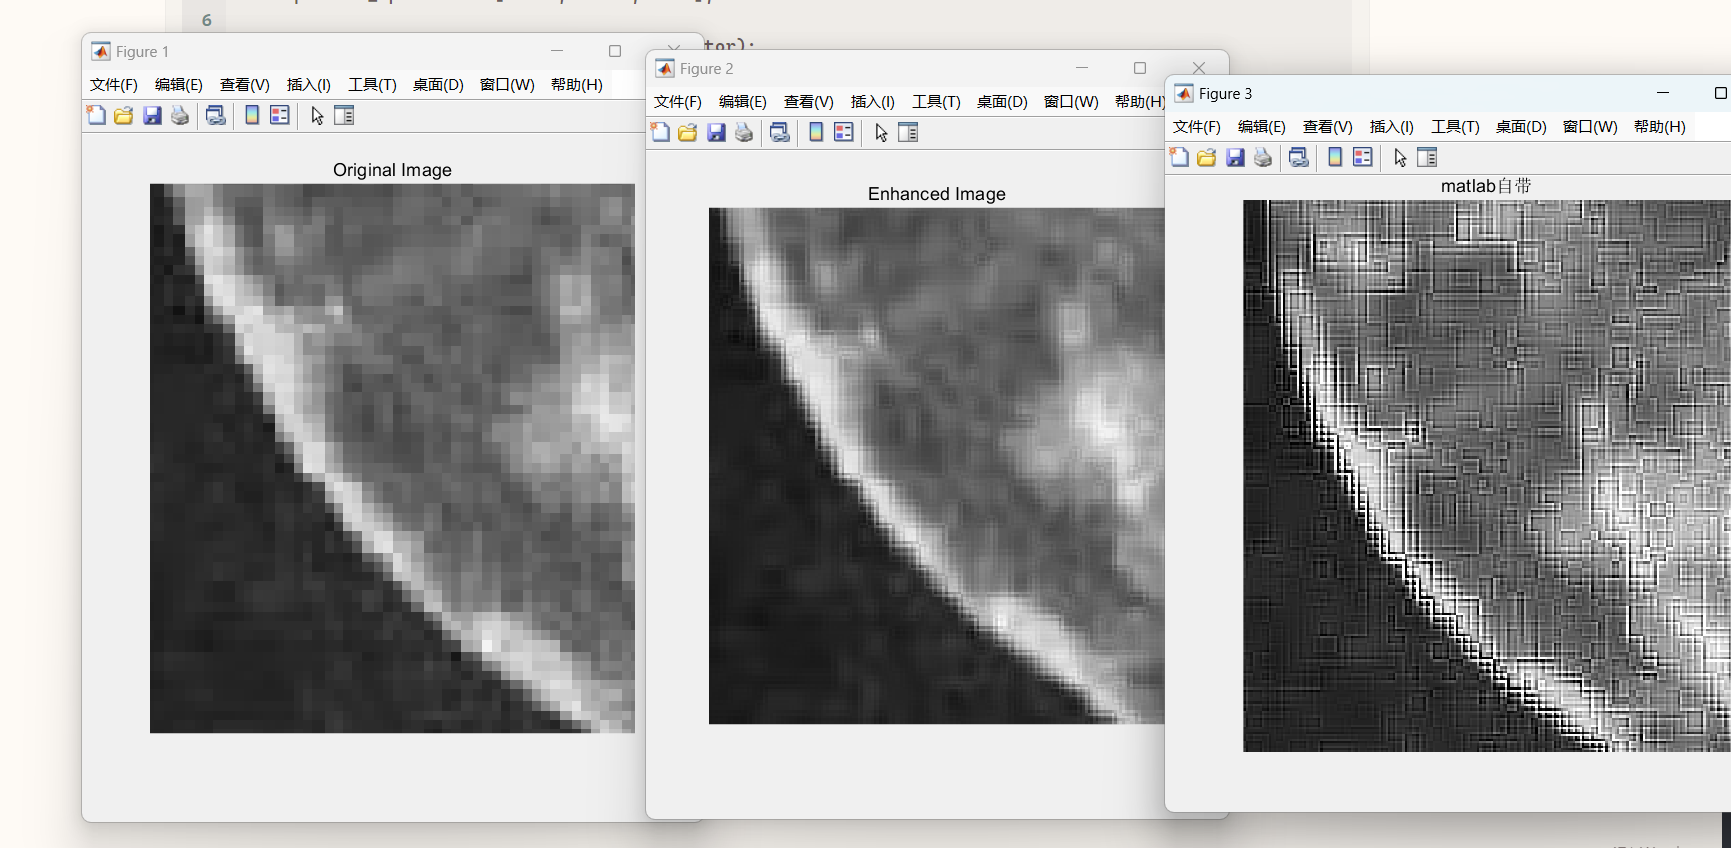 6
tor);
Figure 1
文件(F) 编辑(E) 查看(V) 插入(I) 工具(T) 桌面(D) 窗口(W) 帮助(H)
Original Image
Figure 2
文件(F) 编辑(E) 查看(V) 插入(I) 工具(T) 桌面(D) 窗口(W) 帮助(H)
Enhanced Image
Figure 3
文件(F) 编辑(E) 查看(V) 插入(I) 工具(T) 桌面(D) 窗口(W) 帮助(H)
matlab自带